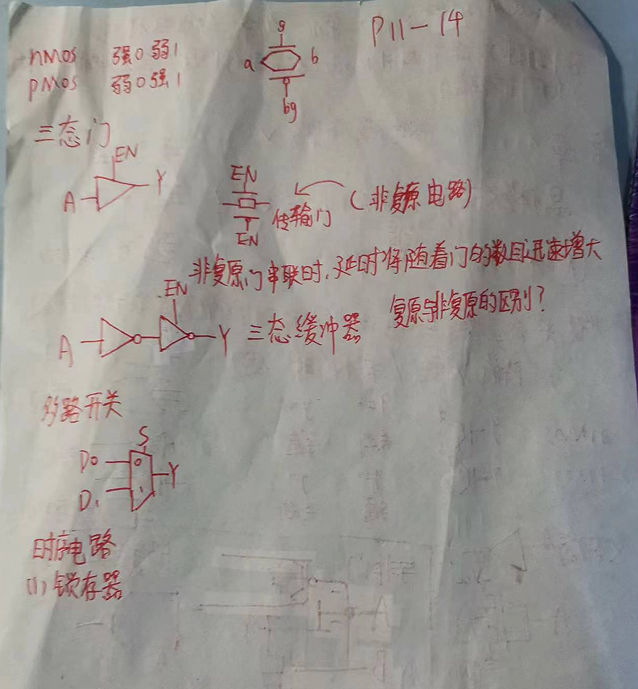 P11-14
nMOS 强0弱1
pMOS 弱0强1
g
a b
bg
三态门
EN
A Y
EN
EN
传输门 (非复原电路)
非复原门串联时,延时将随着门的数目迅速增大
复原与非复原的区别?
EN
A Y 三态缓冲器
多路开关
S
D0 0
Y
D1 1
时序电路
(1) 锁存器